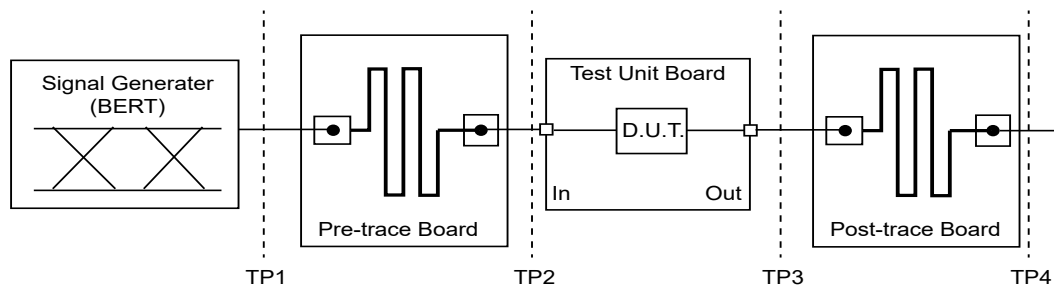 Signal Generater
(BERT)
Pre-trace Board
Test Unit Board
D.U.T.
In
Out
Post-trace Board
TP1
TP2
TP3
TP4